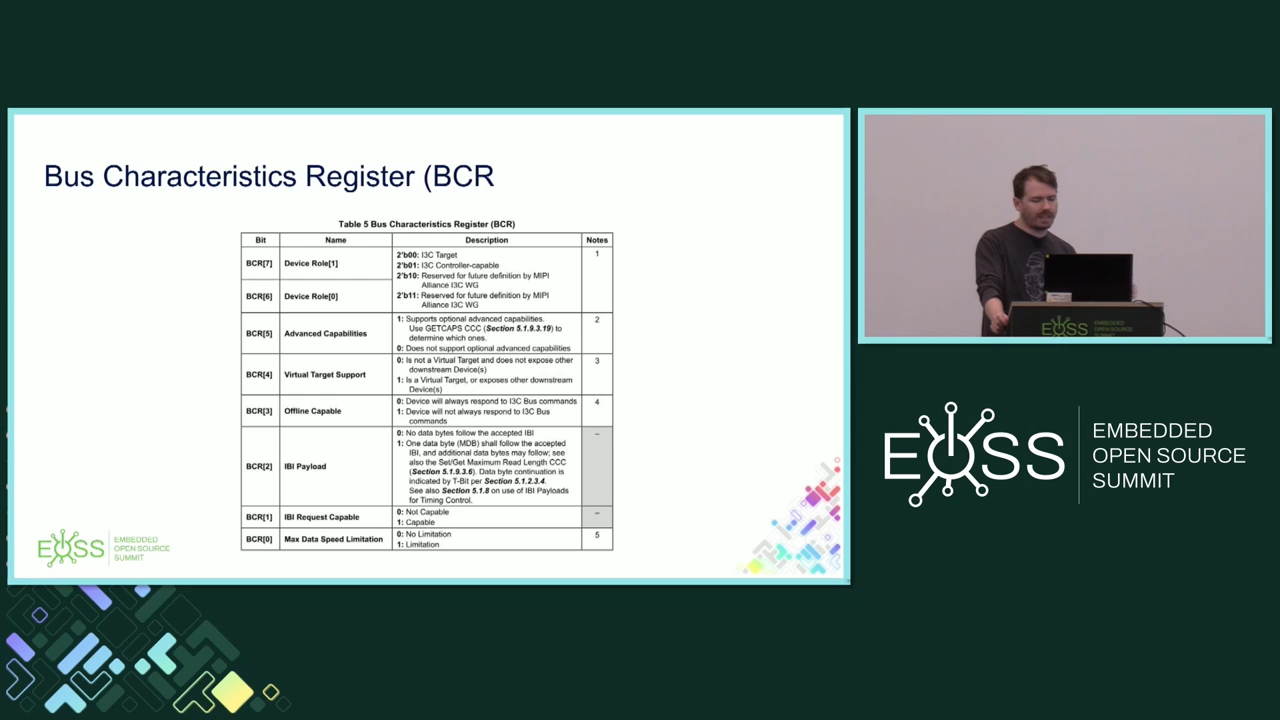 Bus Characteristics Register (BCR
Table 5 Bus Characteristics Register (BCR)
Bit Name Description Notes
BCR[7] Device Role[1]
BCR[6] Device Role[0]
2'b00: I3C Target
2'b01: I3C Controller-capable
2'b10: Reserved for future definition by MIPI
Alliance I3C WG
2'b11: Reserved for future definition by MIPI
Alliance I3C WG
1
BCR[5] Advanced Capabilities
1: Supports optional advanced capabilities.
Use GETCAPS CCC (Section 5.1.9.3.19) to
determine which ones.
0: Does not support optional advanced capabilities
2
BCR[4] Virtual Target Support
0: Is not a Virtual Target and does not expose other
downstream Device(s)
1: Is a Virtual Target, or exposes other downstream
Device(s)
3
BCR[3] Offline Capable
0: Device will always respond to I3C Bus commands
1: Device will not always respond to I3C Bus
commands
4
BCR[2] IBI Payload
0: No data bytes follow the accepted IBI
1: One data byte (MDB) shall follow the accepted
IBI, and additional data bytes may follow; see
also the Set/Get Maximum Read Length CCC
(Section 5.1.9.3.6). Data byte continuation is
indicated by T-Bit per Section 5.1.2.3.4.
See also Section 5.1.8 on use of IBI Payloads
for Timing Control.
–
BCR[1] IBI Request Capable
0: Not Capable
1: Capable
–
BCR[0] Max Data Speed Limitation
0: No Limitation
1: Limitation
5
EOSS
EMBEDDED
OPEN SOURCE
SUMMIT
EOSS
EOSS
EMBEDDED
OPEN SOURCE
SUMMIT